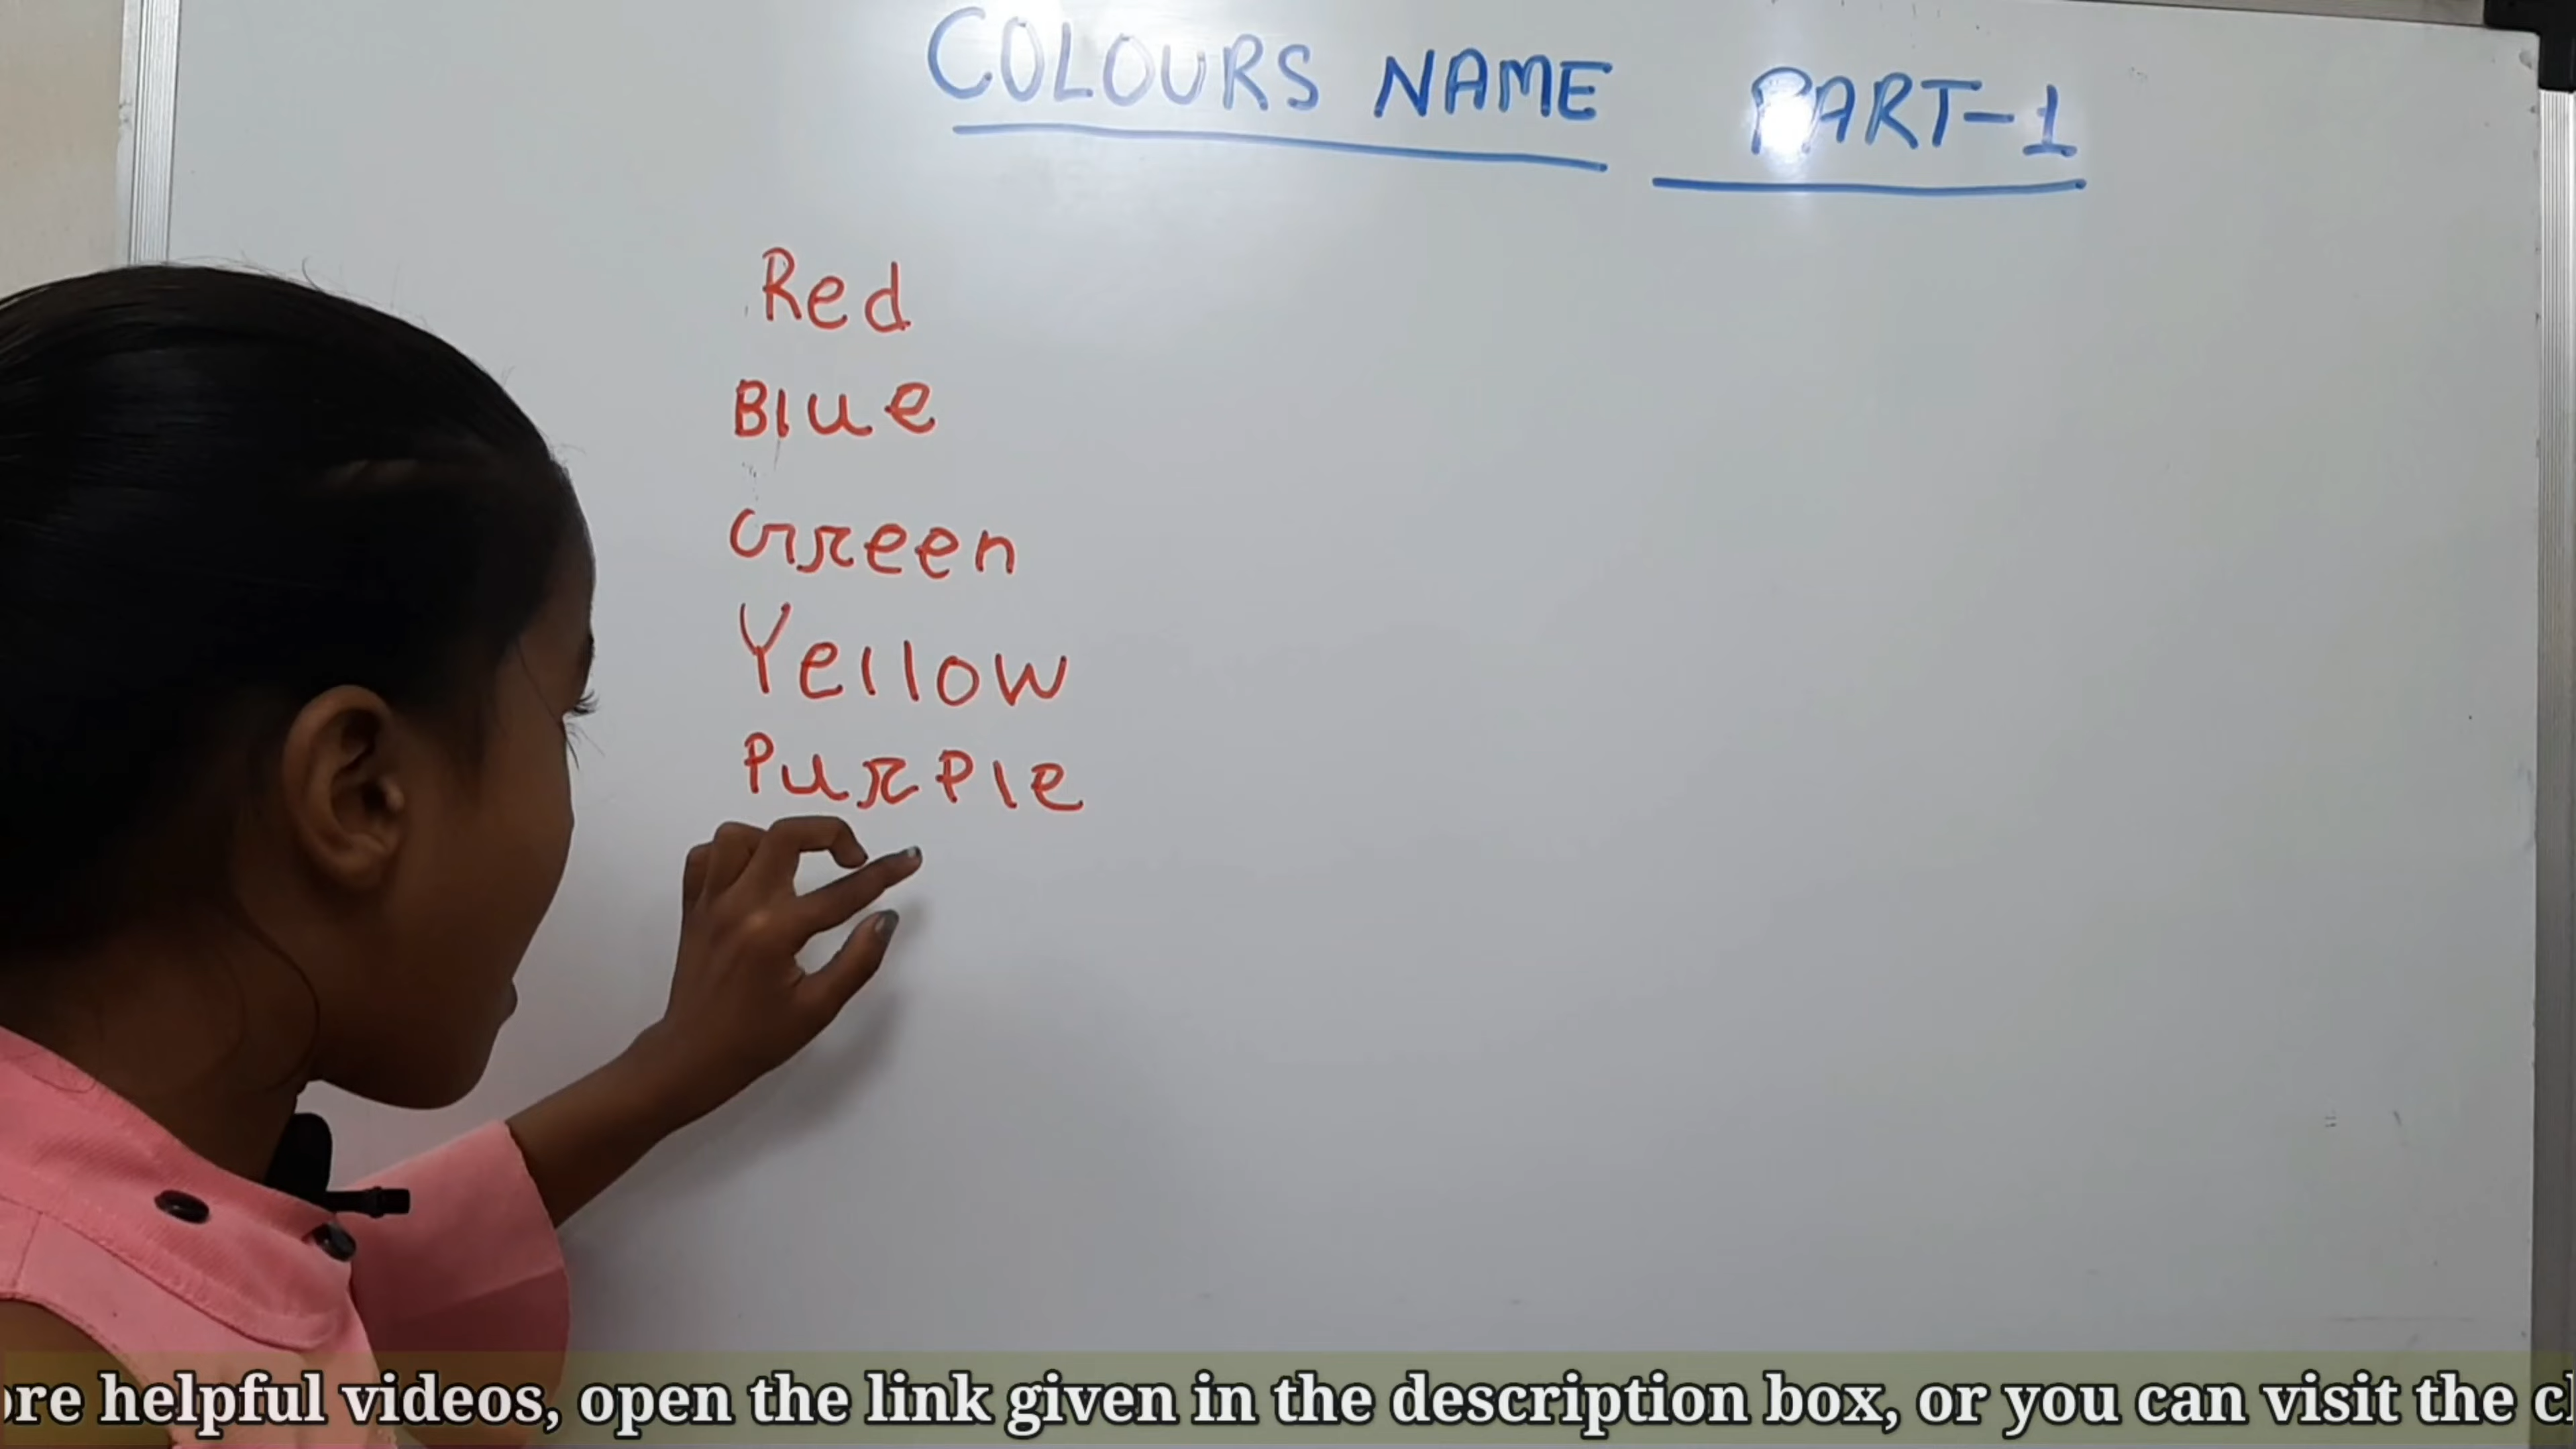 COLOURS NAME PART-1
Red
Blue
Green
Yellow
Purple
helpful videos, open the link given in the description box, or you can visit the